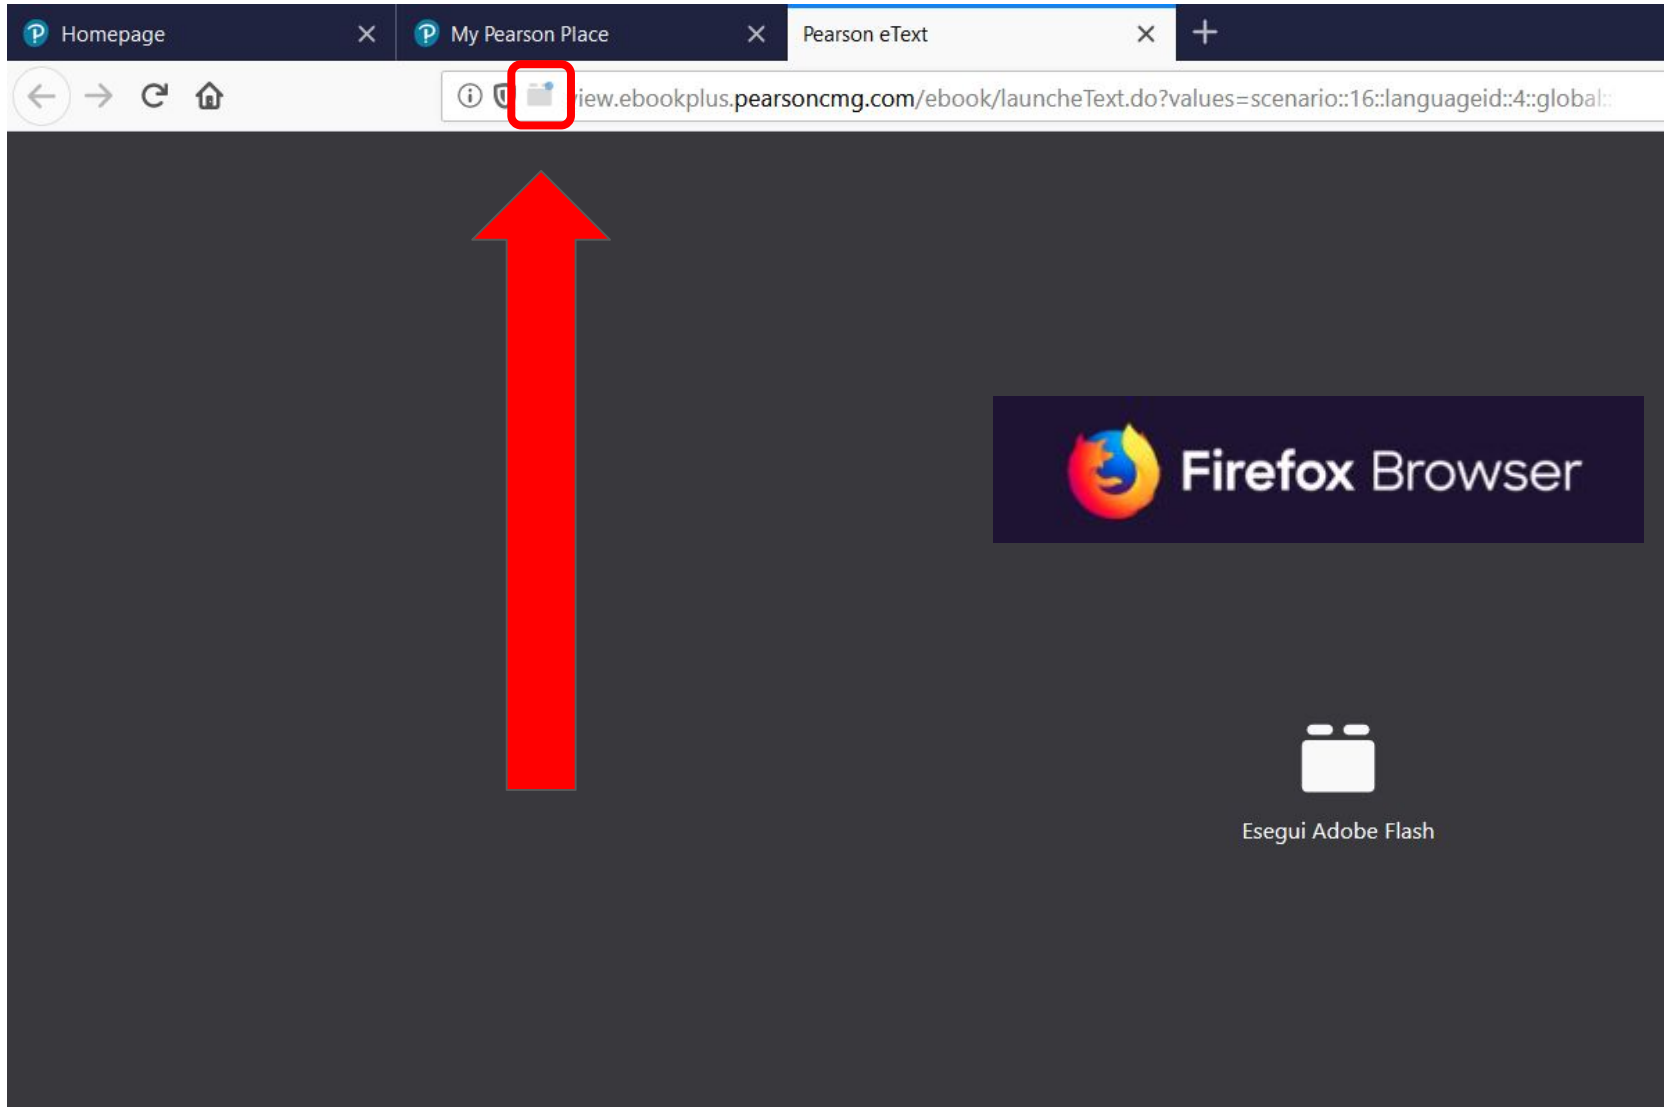 Homepage
My Pearson Place
Pearson eText
iew.ebookplus.pearsoncmg.com/ebook/launcheText.do?values=scenario::16::languageid::4::global::
Firefox Browser
Esegui Adobe Flash